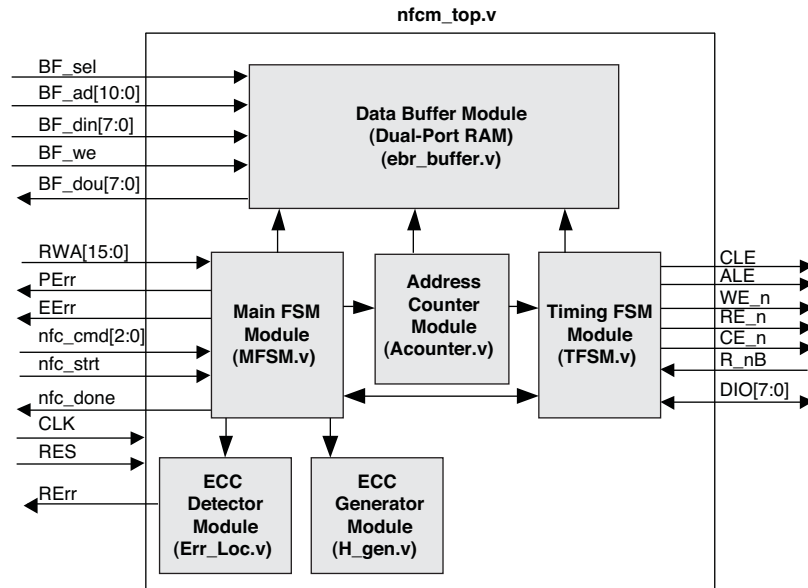 nfcm_top.v
BF_sel
BF_ad[10:0]
BF_din[7:0]
BF_we
BF_dou[7:0]
Data Buffer Module
(Dual-Port RAM)
(ebr_buffer.v)
RWA[15:0]
PErr
EErr
nfc_cmd[2:0]
nfc_strt
nfc_done
CLK
RES
RErr
Main FSM
Module
(MFSM.v)
Address
Counter
Module
(Acounter.v)
Timing FSM
Module
(TFSM.v)
CLE
ALE
WE_n
RE_n
CE_n
R_nB
DIO[7:0]
ECC
Detector
Module
(Err_Loc.v)
ECC
Generator
Module
(H_gen.v)